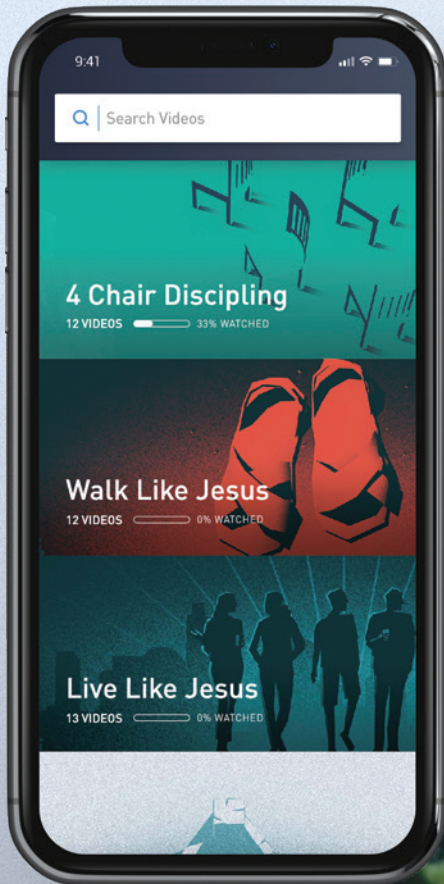 9:41
Search Videos
4 Chair Discipling
12 VIDEOS 33% WATCHED
Walk Like Jesus
12 VIDEOS 0% WATCHED
Live Like Jesus
13 VIDEOS 0% WATCHED